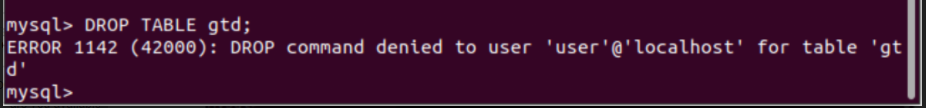 mysql> DROP TABLE gtd;
ERROR 1142 (42000): DROP command denied to user 'user'@'localhost' for table 'gt
d'
mysql>